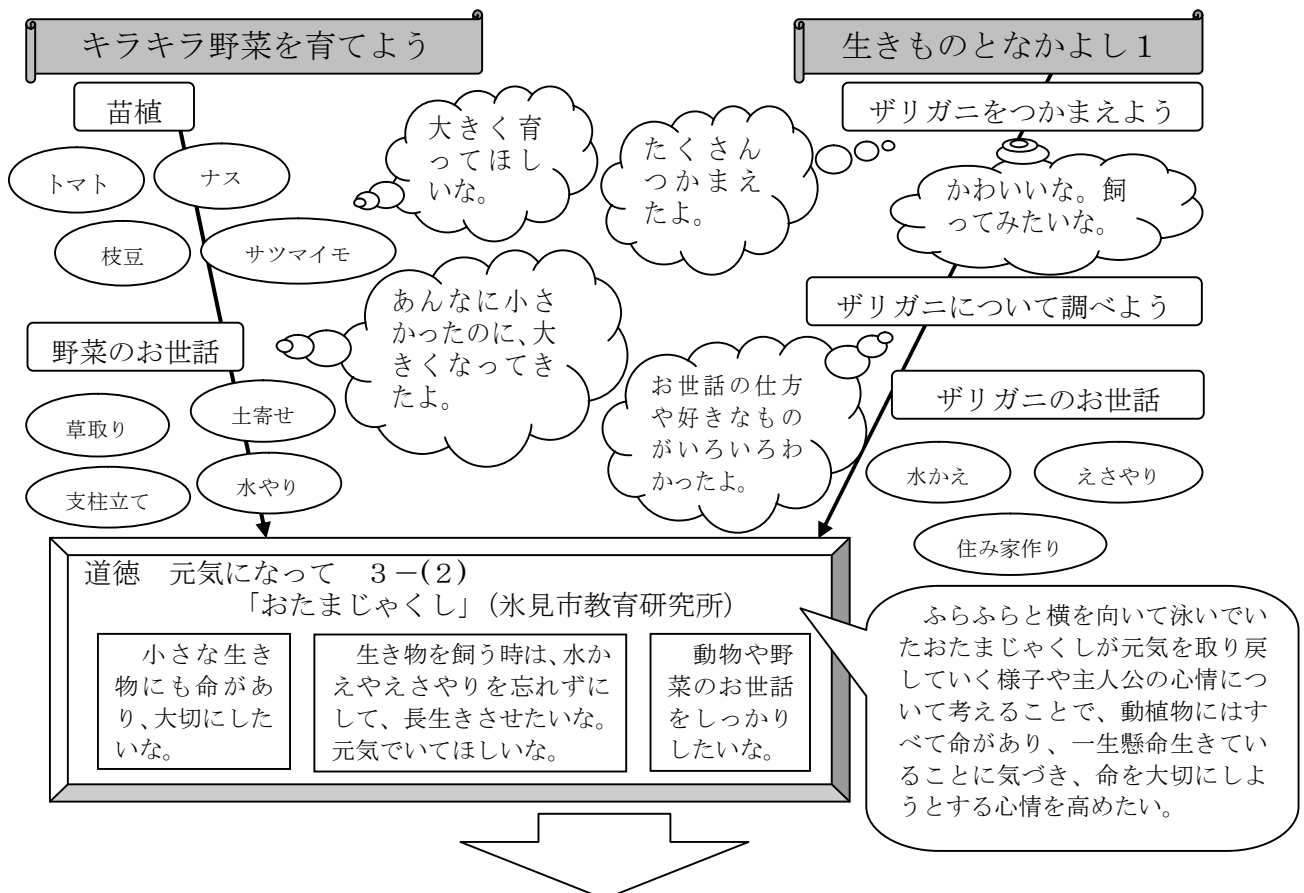 キラキラ野菜を育てよう
苗植
トマト
ナス
枝豆
サツマイモ
大きく育
ってほし
いな。
野菜のお世話
あんなに小さ
かったのに、大
きくなってき
たよ。
草取り
土寄せ
支柱立て
水やり
生きものとなかよし1
ザリガニをつかまえよう
たくさん
つかまえ
たよ。
かわいいな。飼
ってみたいな。
ザリガニについて調べよう
お世話の仕方
や好きなもの
がいろいろわ
かったよ。
ザリガニのお世話
水かえ
えさやり
住み家作り
道徳 元気になって 3-(2)
「おたまじゃくし」(氷見市教育研究所)
小さな生き
物にも命があ
り、大切にした
いな。
生き物を飼う時は、水か
えやえさやりを忘れずに
して、長生きさせたいな。
元気でいてほしいな。
動物や野
菜のお世話
をしっかり
したいな。
ふらふらと横を向いて泳いでい
たおたまじゃくしが元気を取り戻
していく様子や主人公の心情につ
いて考えることで、動植物にはす
べて命があり、一生懸命生きてい
ることに気づき、命を大切にしよ
うとする心情を高めたい。